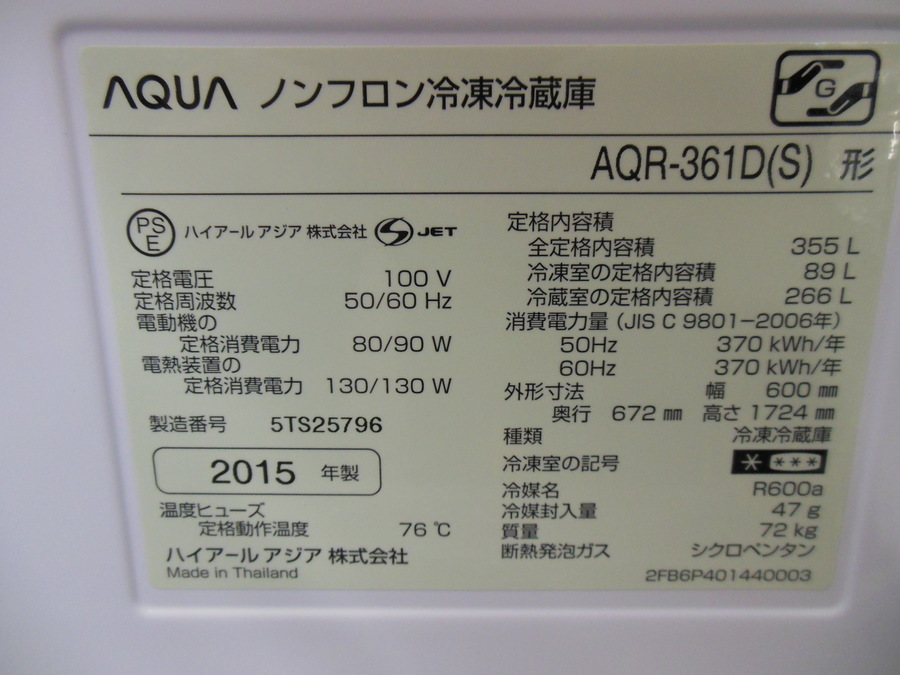 AQUA ノンフロン冷凍冷蔵庫
G
AQR-361D(S) 形
PS
E
ハイアール アジア 株式会社
S JET
定格電圧 100 V
定格周波数 50/60 Hz
電動機の
定格消費電力 80/90 W
電熱装置の
定格消費電力 130/130 W
製造番号 5TS25796
2015 年製
温度ヒューズ
定格動作温度 76 ℃
ハイアール アジア 株式会社
Made in Thailand
定格内容積
全定格内容積 355 L
冷凍室の定格内容積 89 L
冷蔵室の定格内容積 266 L
消費電力量 (JIS C 9801-2006年)
50Hz 370 kWh/年
60Hz 370 kWh/年
外形寸法 幅 600 ㎜
奥行 672 ㎜ 高さ 1724 ㎜
種類 冷凍冷蔵庫
冷凍室の記号 * ***
冷媒名 R600a
冷媒封入量 47 g
質量 72 kg
断熱発泡ガス シクロペンタン
2FB6P401440003